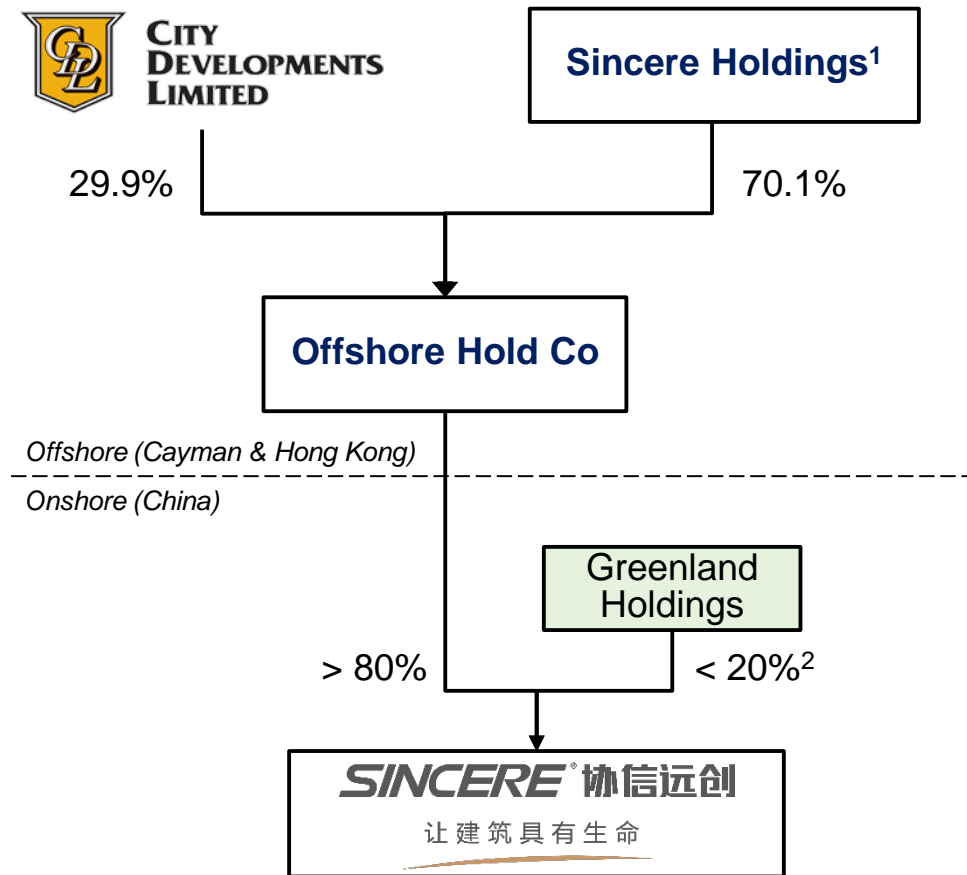 CDL
CITY
DEVELOPMENTS
LIMITED
Sincere Holdings¹
29.9%
70.1%
Offshore Hold Co
Offshore (Cayman & Hong Kong)
Onshore (China)
Greenland
Holdings
> 80%
< 20%²
SINCERE® 协信远创
让建筑具有生命